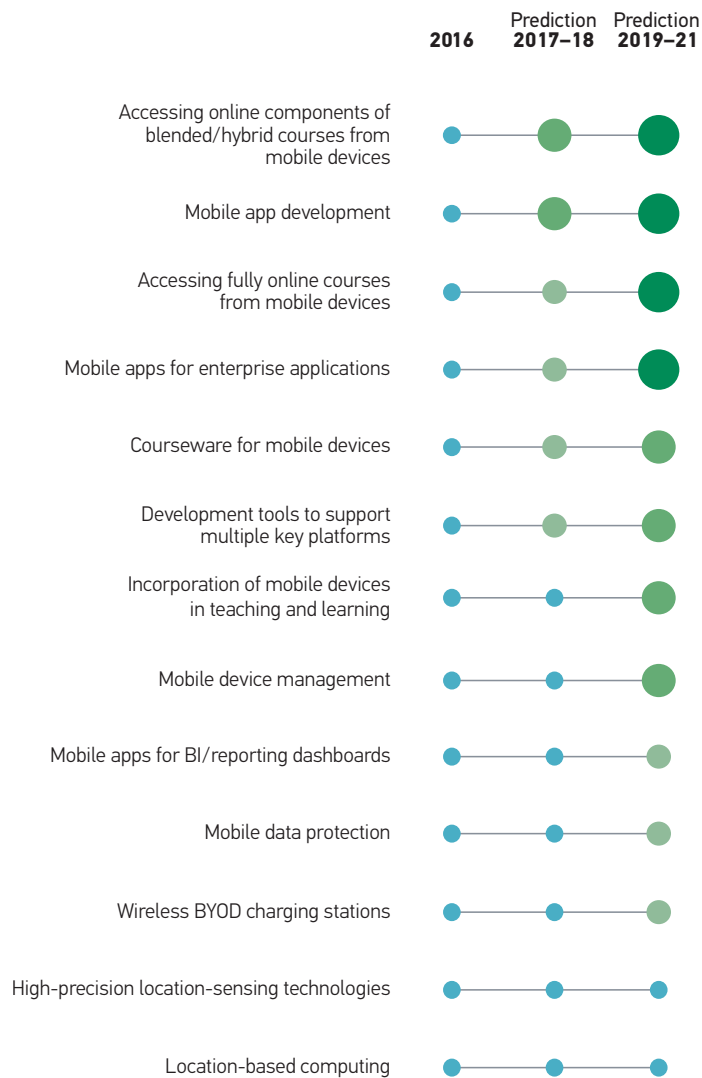 Prediction Prediction
2016 2017–18 2019–21
Accessing online components of
blended/hybrid courses from
mobile devices
Mobile app development
Accessing fully online courses
from mobile devices
Mobile apps for enterprise applications
Courseware for mobile devices
Development tools to support
multiple key platforms
Incorporation of mobile devices
in teaching and learning
Mobile device management
Mobile apps for BI/reporting dashboards
Mobile data protection
Wireless BYOD charging stations
High-precision location-sensing technologies
Location-based computing